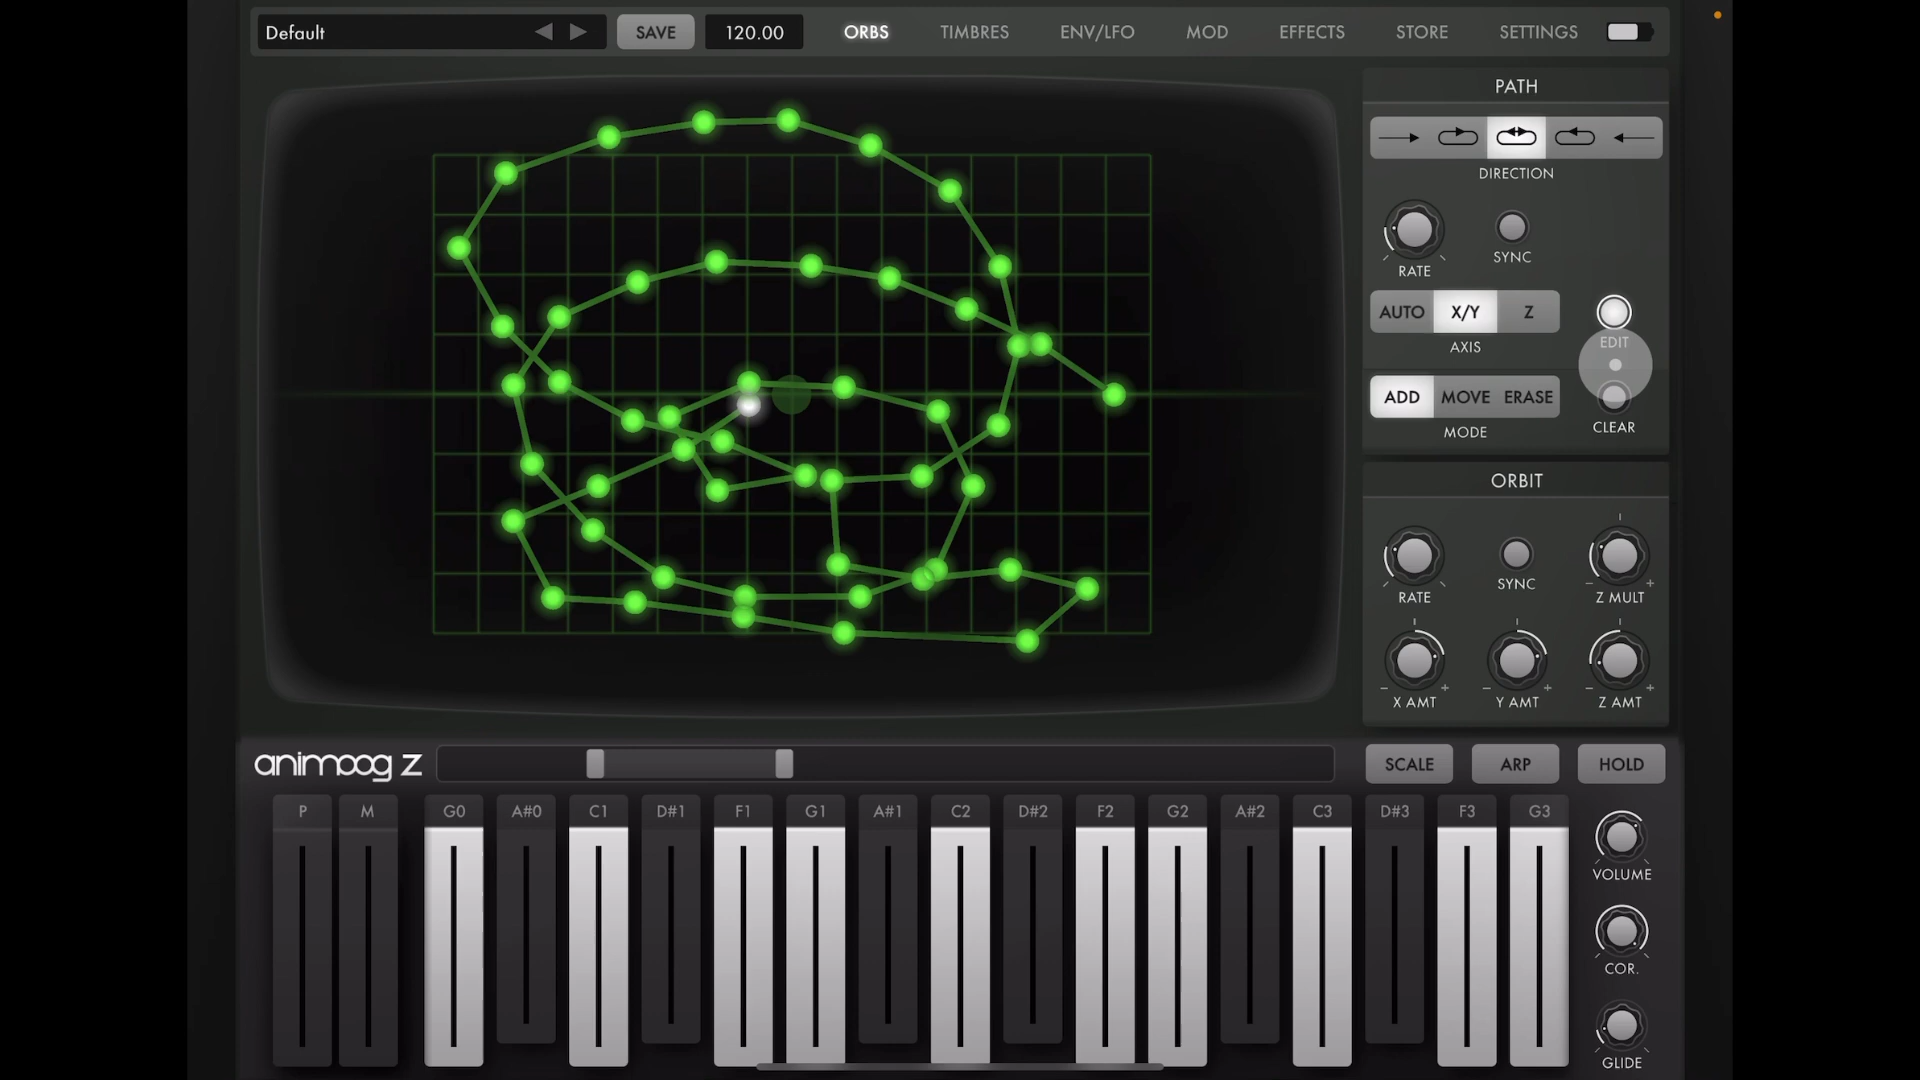 Default
SAVE
120.00
ORBS
TIMBRES
ENV/LFO
MOD
EFFECTS
STORE
SETTINGS
PATH
DIRECTION
RATE
SYNC
AUTO
X/Y
Z
AXIS
EDIT
ADD
MOVE
ERASE
MODE
CLEAR
ORBIT
RATE
SYNC
− Z MULT +
− X AMT +
− Y AMT +
− Z AMT +
animoog Z
SCALE
ARP
HOLD
P
M
G0
A#0
C1
D#1
F1
G1
A#1
C2
D#2
F2
G2
A#2
C3
D#3
F3
G3
VOLUME
COR.
GLIDE